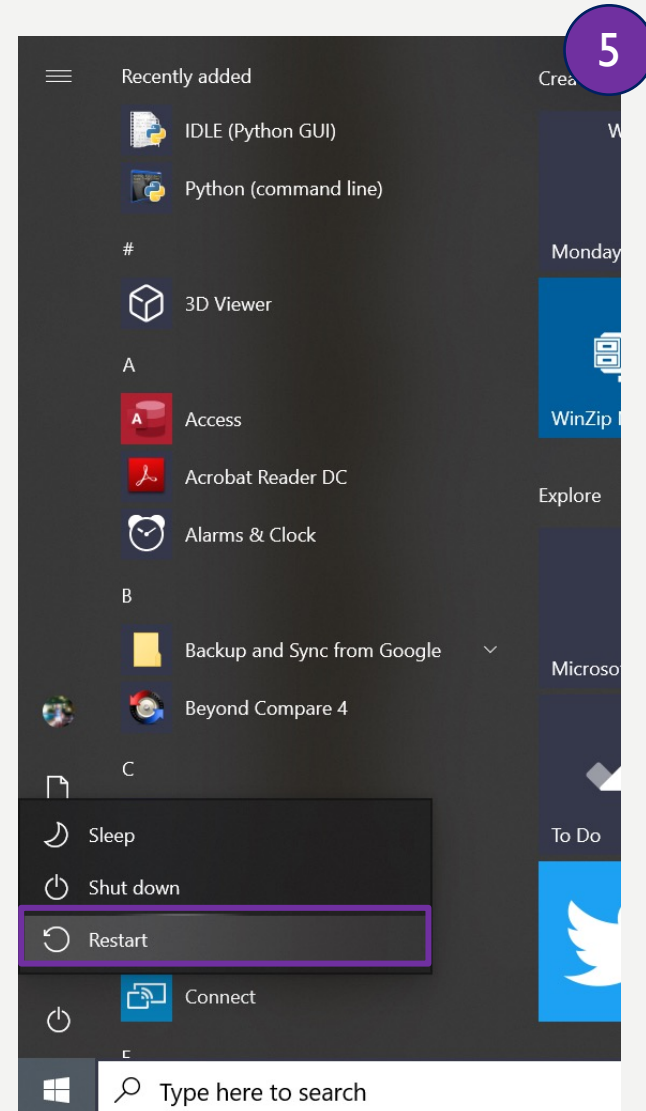 5
Recently added
IDLE (Python GUI)
Python (command line)
#
3D Viewer
A
Access
Acrobat Reader DC
Alarms & Clock
B
Backup and Sync from Google
Beyond Compare 4
C
Sleep
Shut down
Restart
Connect
Type here to search
Crea
W
Monday
WinZip
Explore
Microso
To Do